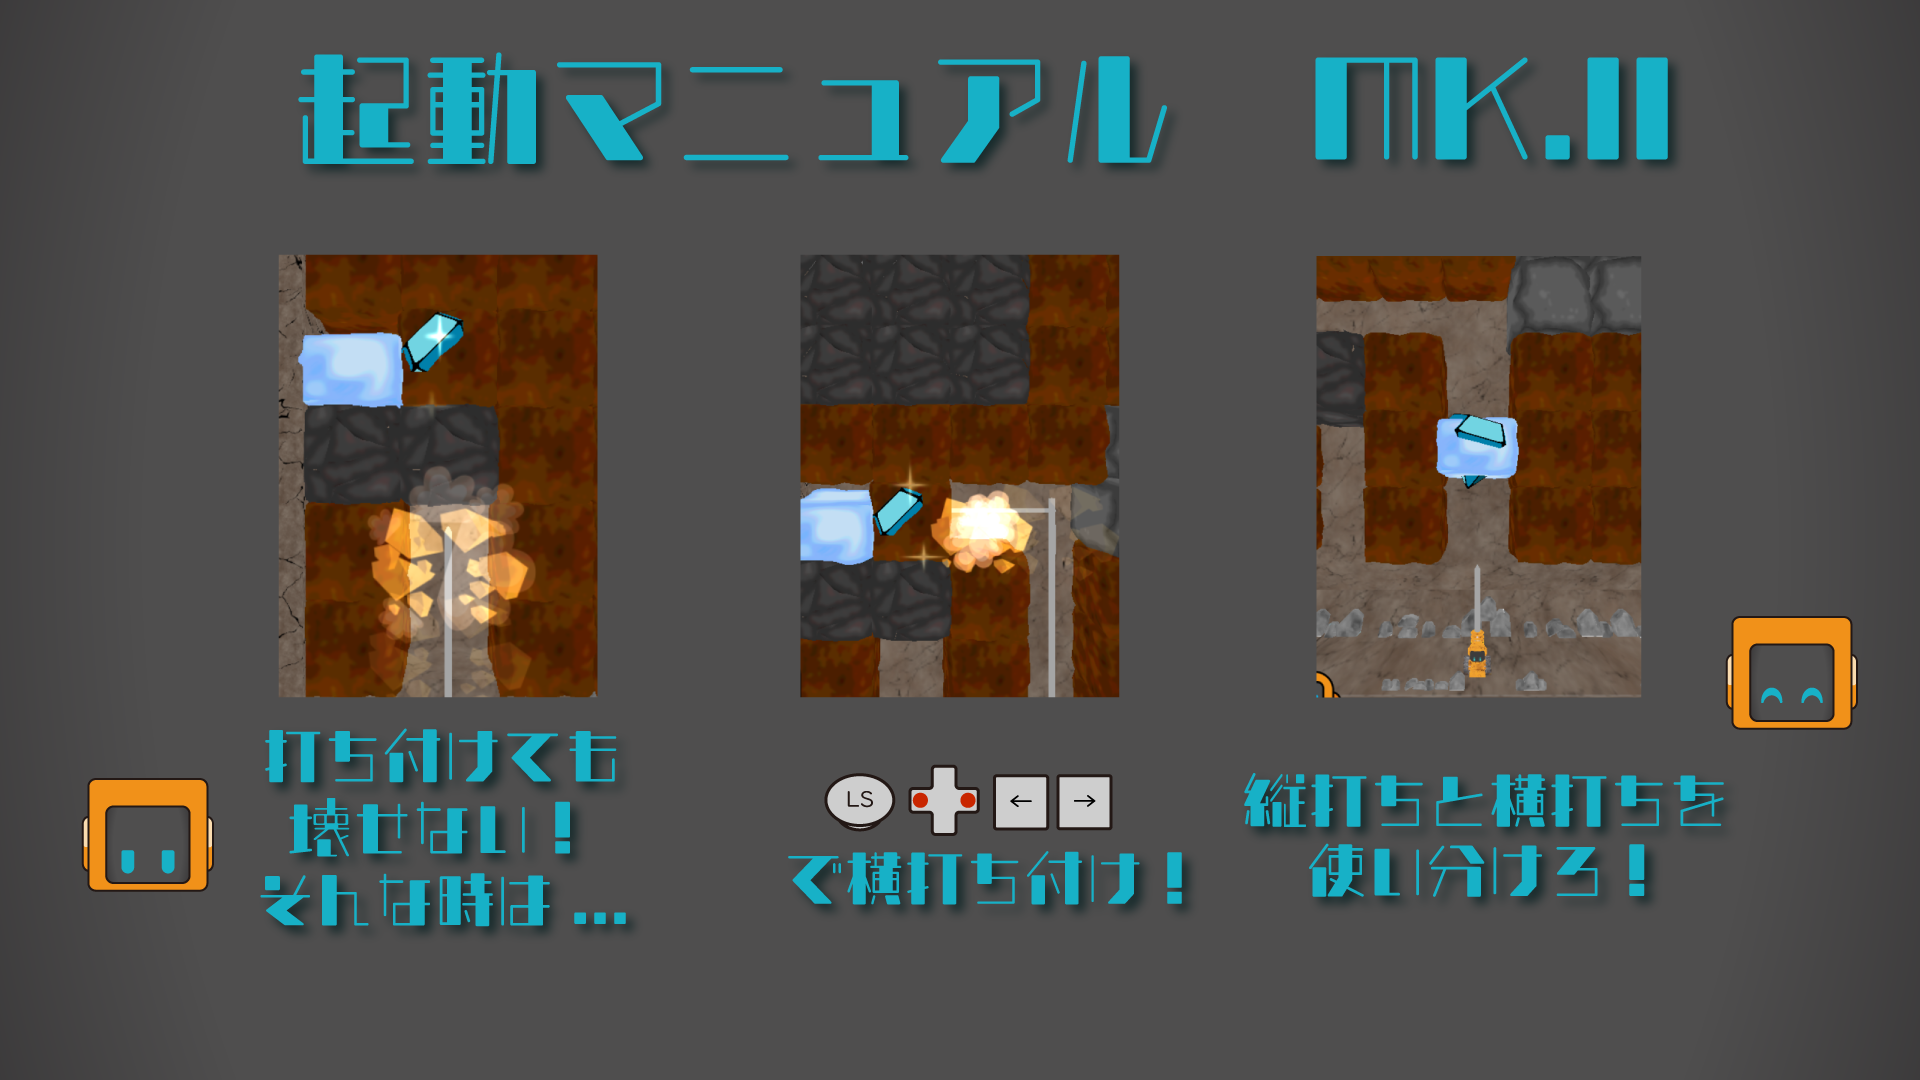 起動マニュアル MK.II
打ち付けても
壊せない！
そんな時は...
LS ← →
で横打ち付け！
縦打ちと横打ちを
使い分けろ！